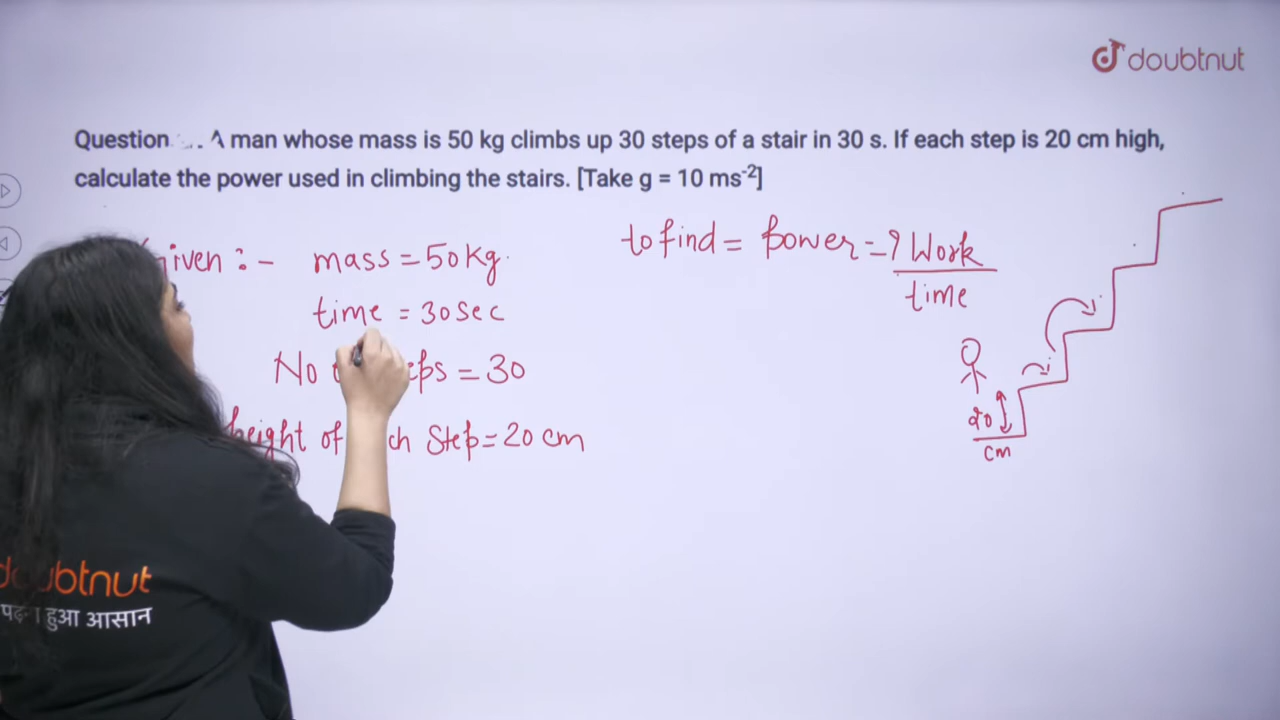 doubtnut
Question . A man whose mass is 50 kg climbs up 30 steps of a stair in 30 s. If each step is 20 cm high,
calculate the power used in climbing the stairs. [Take g = 10 ms-2]
to find = power = ? Work
time
Given :- mass = 50 Kg.
time = 30 Sec
No = 30
height of Step = 20 cm
20
cm
doubtnut
पढ़ना हुआ आसान